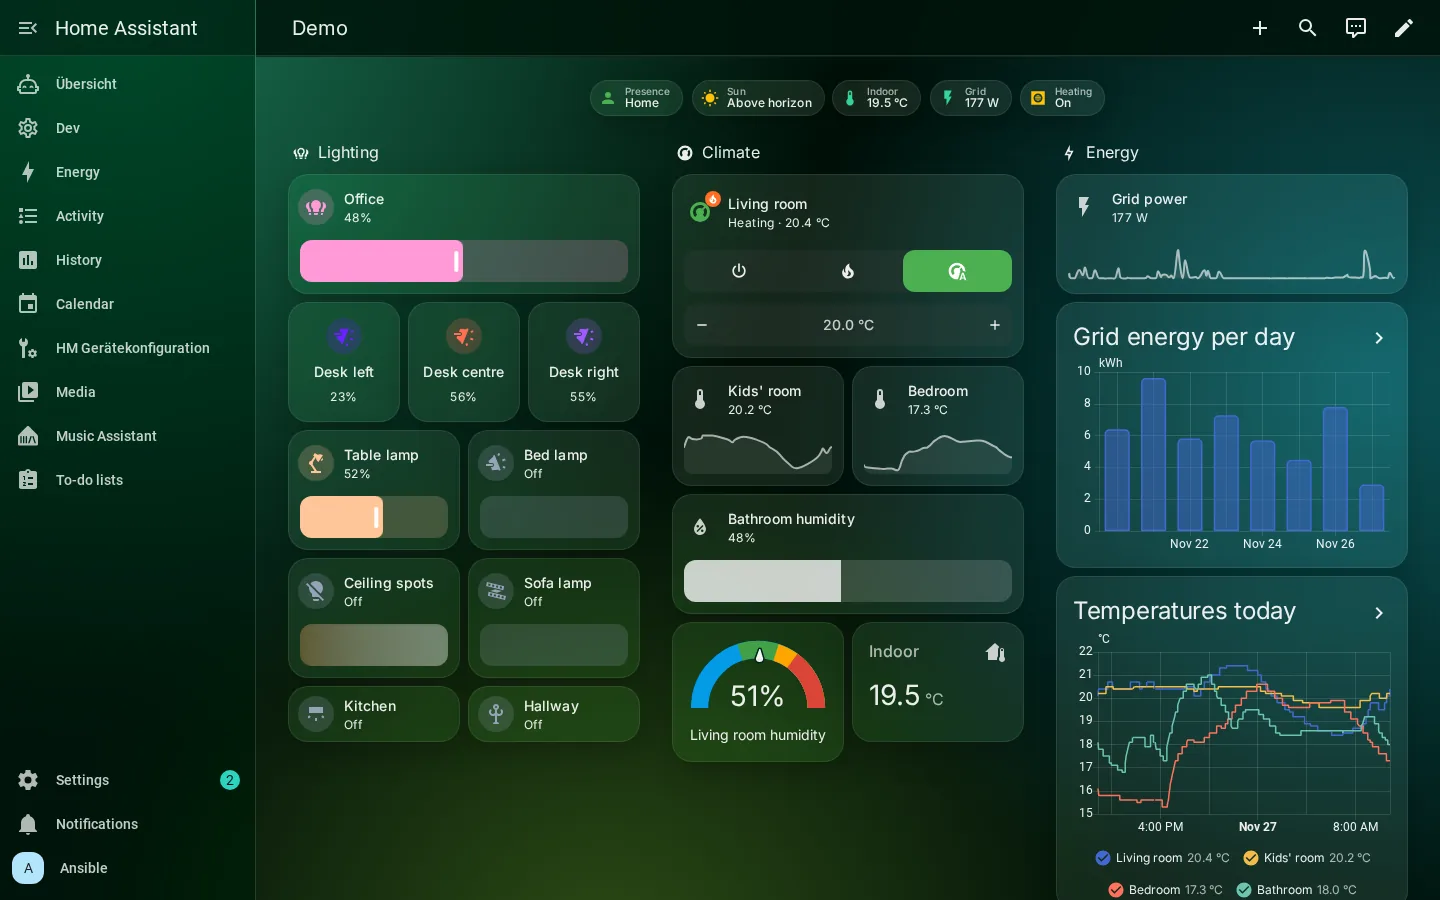 Home Assistant
Demo
Übersicht
Dev
Energy
Activity
History
Calendar
HM Gerätekonfiguration
Media
Music Assistant
To-do lists
Settings
2
Notifications
A
Ansible
Presence
Home
Sun
Above horizon
Indoor
19.5 °C
Grid
177 W
Heating
On
Lighting
Office
48%
Desk left
23%
Desk centre
56%
Desk right
55%
Table lamp
52%
Bed lamp
Off
Ceiling spots
Off
Sofa lamp
Off
Kitchen
Off
Hallway
Off
Climate
Living room
Heating · 20.4 °C
A
− 20.0 °C +
Kids' room
20.2 °C
Bedroom
17.3 °C
Bathroom humidity
48%
51%
Living room humidity
Indoor
19.5 °C
Energy
Grid power
177 W
Grid energy per day
kWh
10
8
6
4
2
0
Nov 22 Nov 24 Nov 26
Temperatures today
°C
22
21
20
19
18
17
16
15
4:00 PM Nov 27 8:00 AM
Living room 20.4 °C Kids' room 20.2 °C
Bedroom 17.3 °C Bathroom 18.0 °C